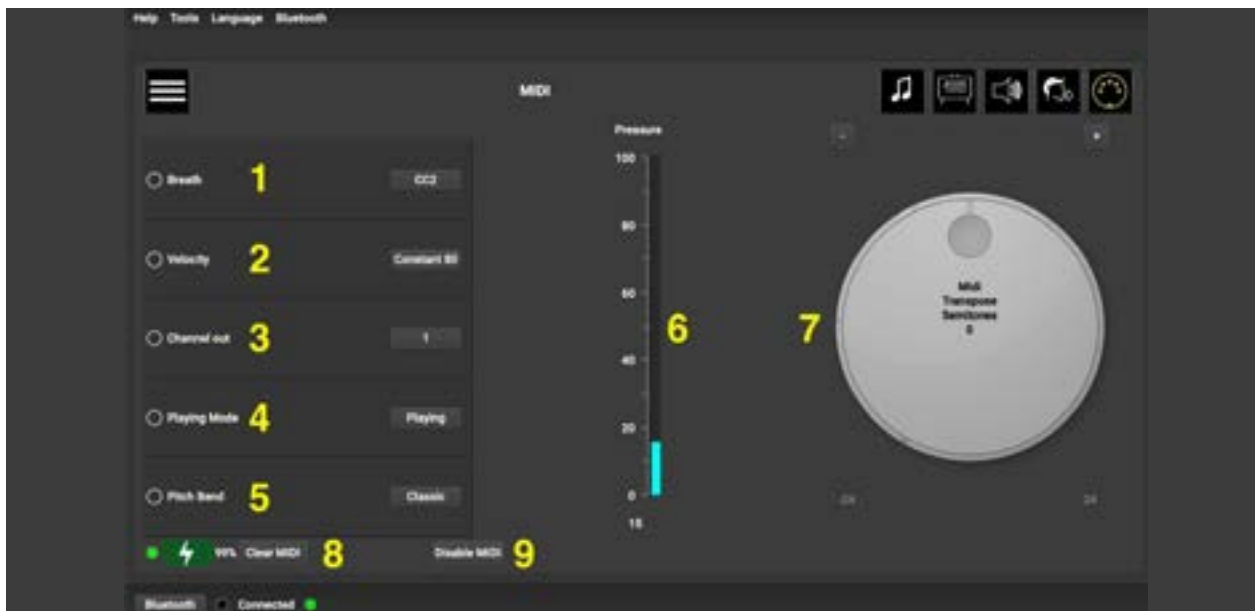 Help Tools Language Bluetooth
MIDI
Pressure
- +
100
80
60
40
20
0
15
Breath 1 CC2
Velocity 2 Constant 80
Channel out 3 1
Playing Mode 4 Playing
Pitch Bend 5 Classic
6
7
Midi
Transpose
Semitones
0
-24 24
99% Clear MIDI 8 Disable MIDI 9
Bluetooth Connected